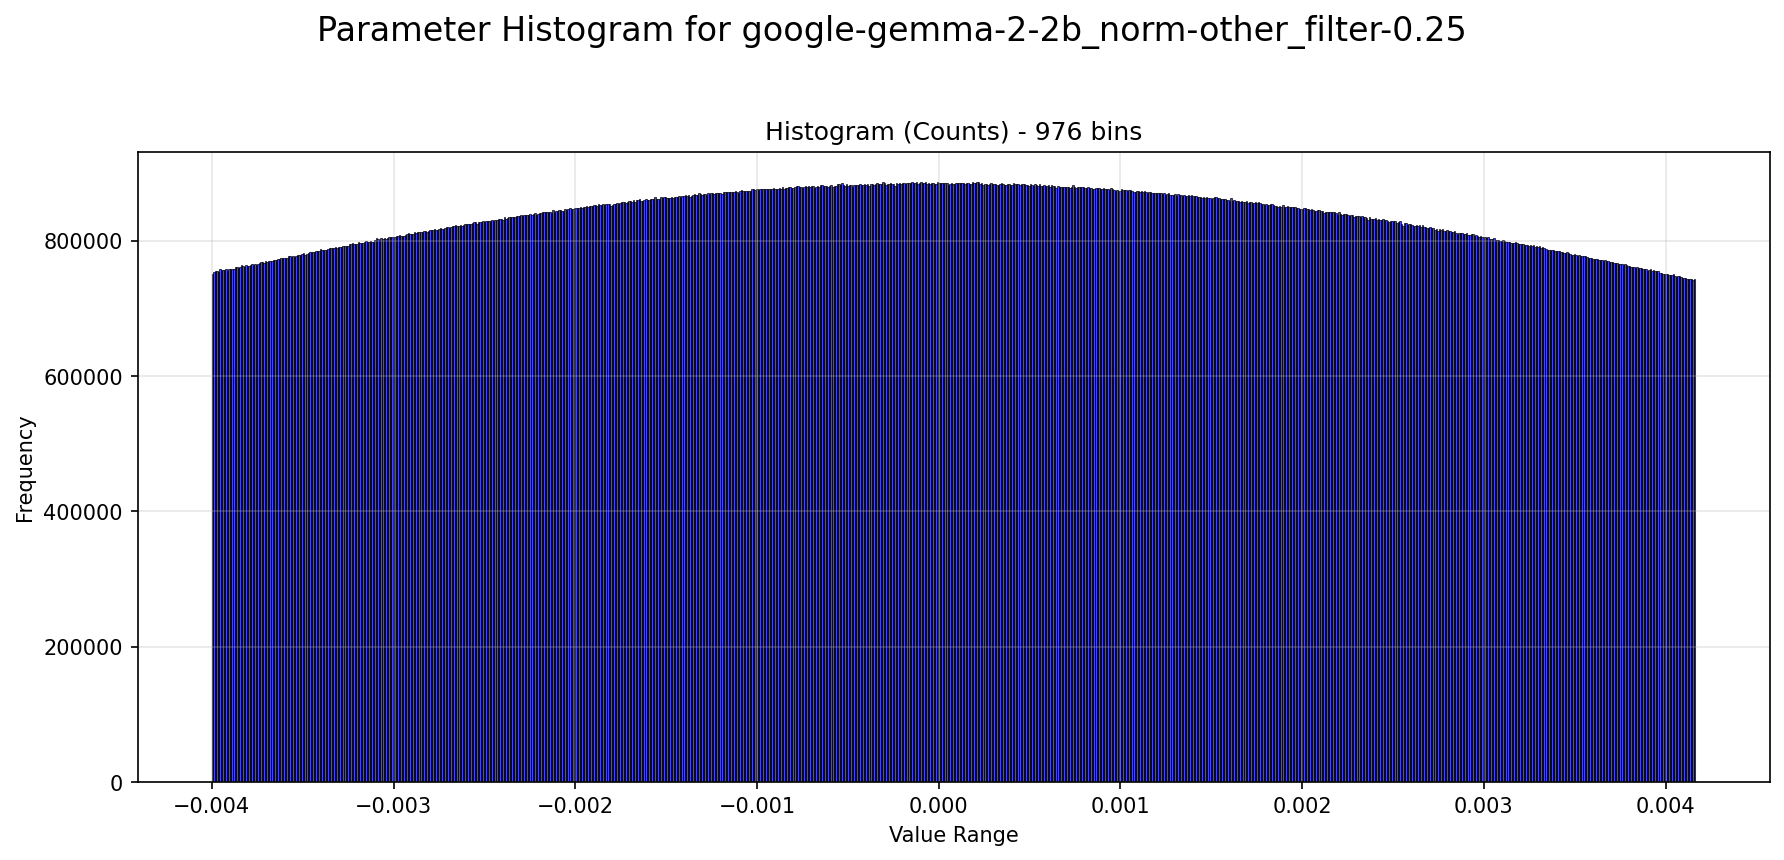 Parameter Histogram for google-gemma-2-2b_norm-other_filter-0.25
Histogram (Counts) - 976 bins
Frequency
800000
600000
400000
200000
0
−0.004 −0.003 −0.002 −0.001 0.000 0.001 0.002 0.003 0.004
Value Range